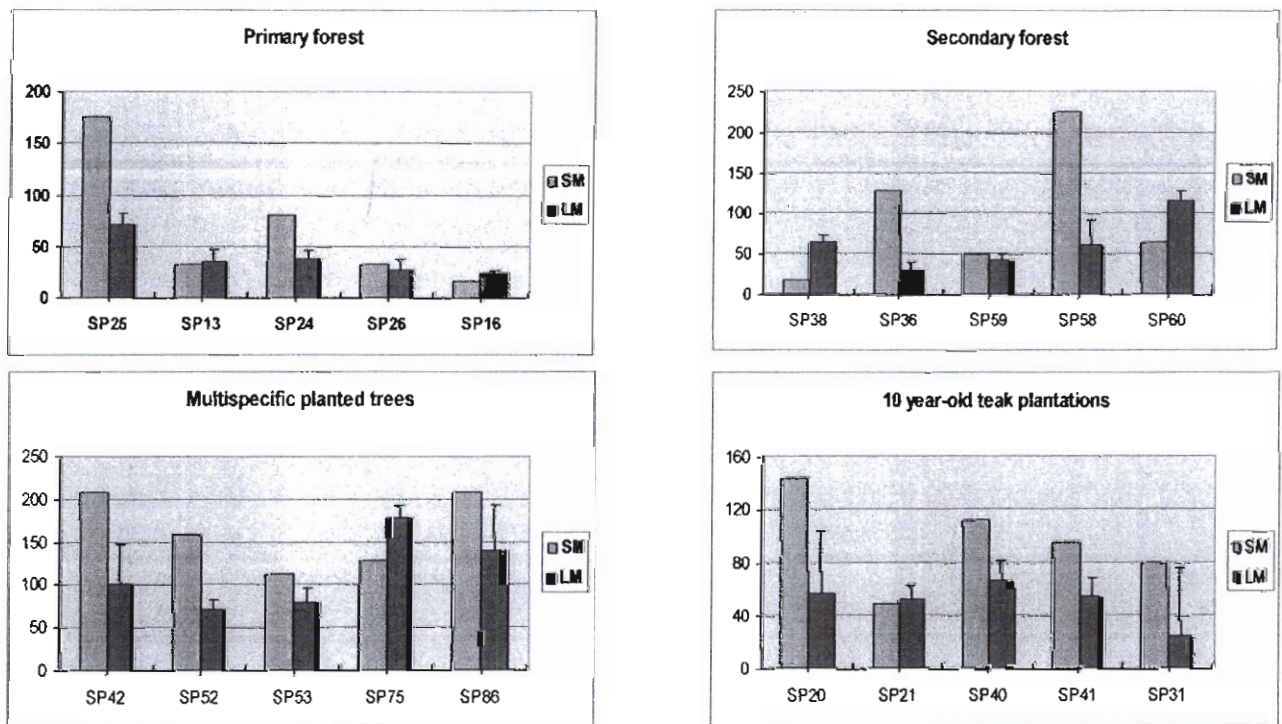 Primary forest
200
150
100
50
0
SP25 SP13 SP24 SP26 SP16
SM
LM
Secondary forest
250
200
150
100
50
0
SP38 SP36 SP59 SP58 SP60
SM
LM
Multispecific planted trees
250
200
150
100
50
0
SP42 SP52 SP53 SP75 SP86
SM
LM
10 year-old teak plantations
160
120
80
40
0
SP20 SP21 SP40 SP41 SP31
SM
LM